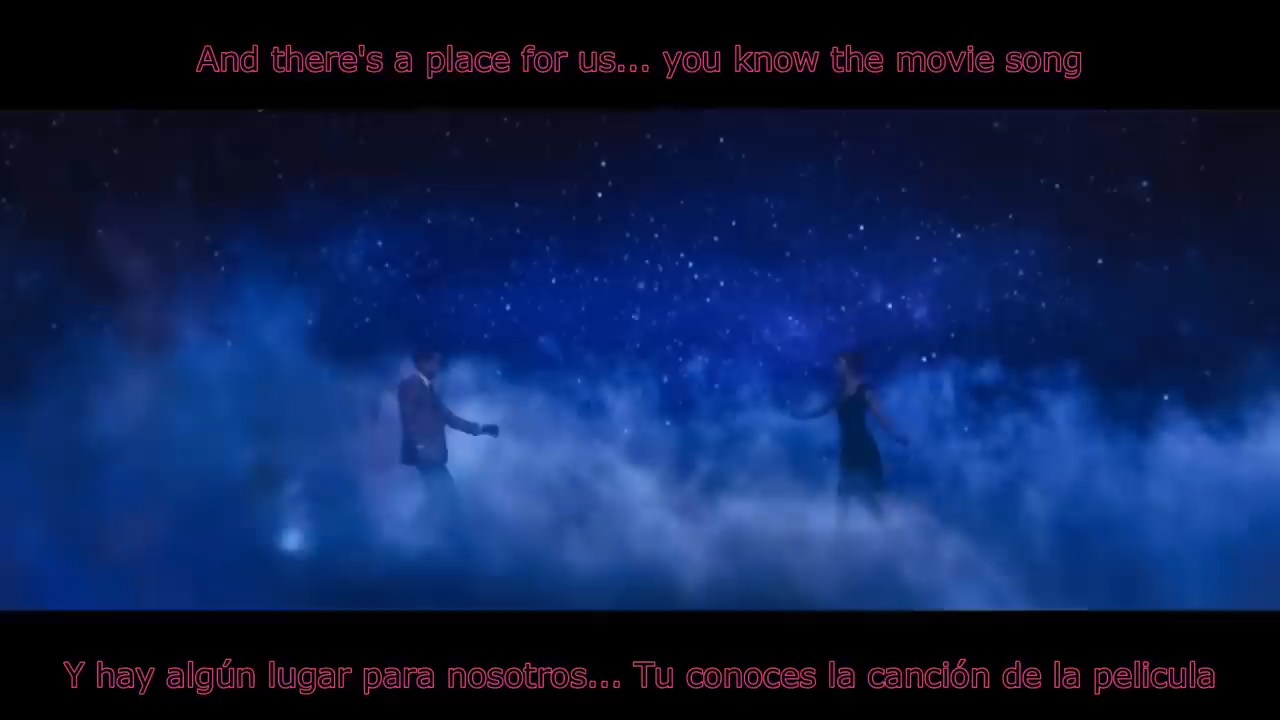 And there's a place for us... you know the movie song
Y hay algún lugar para nosotros... Tu conoces la canción de la pelicula